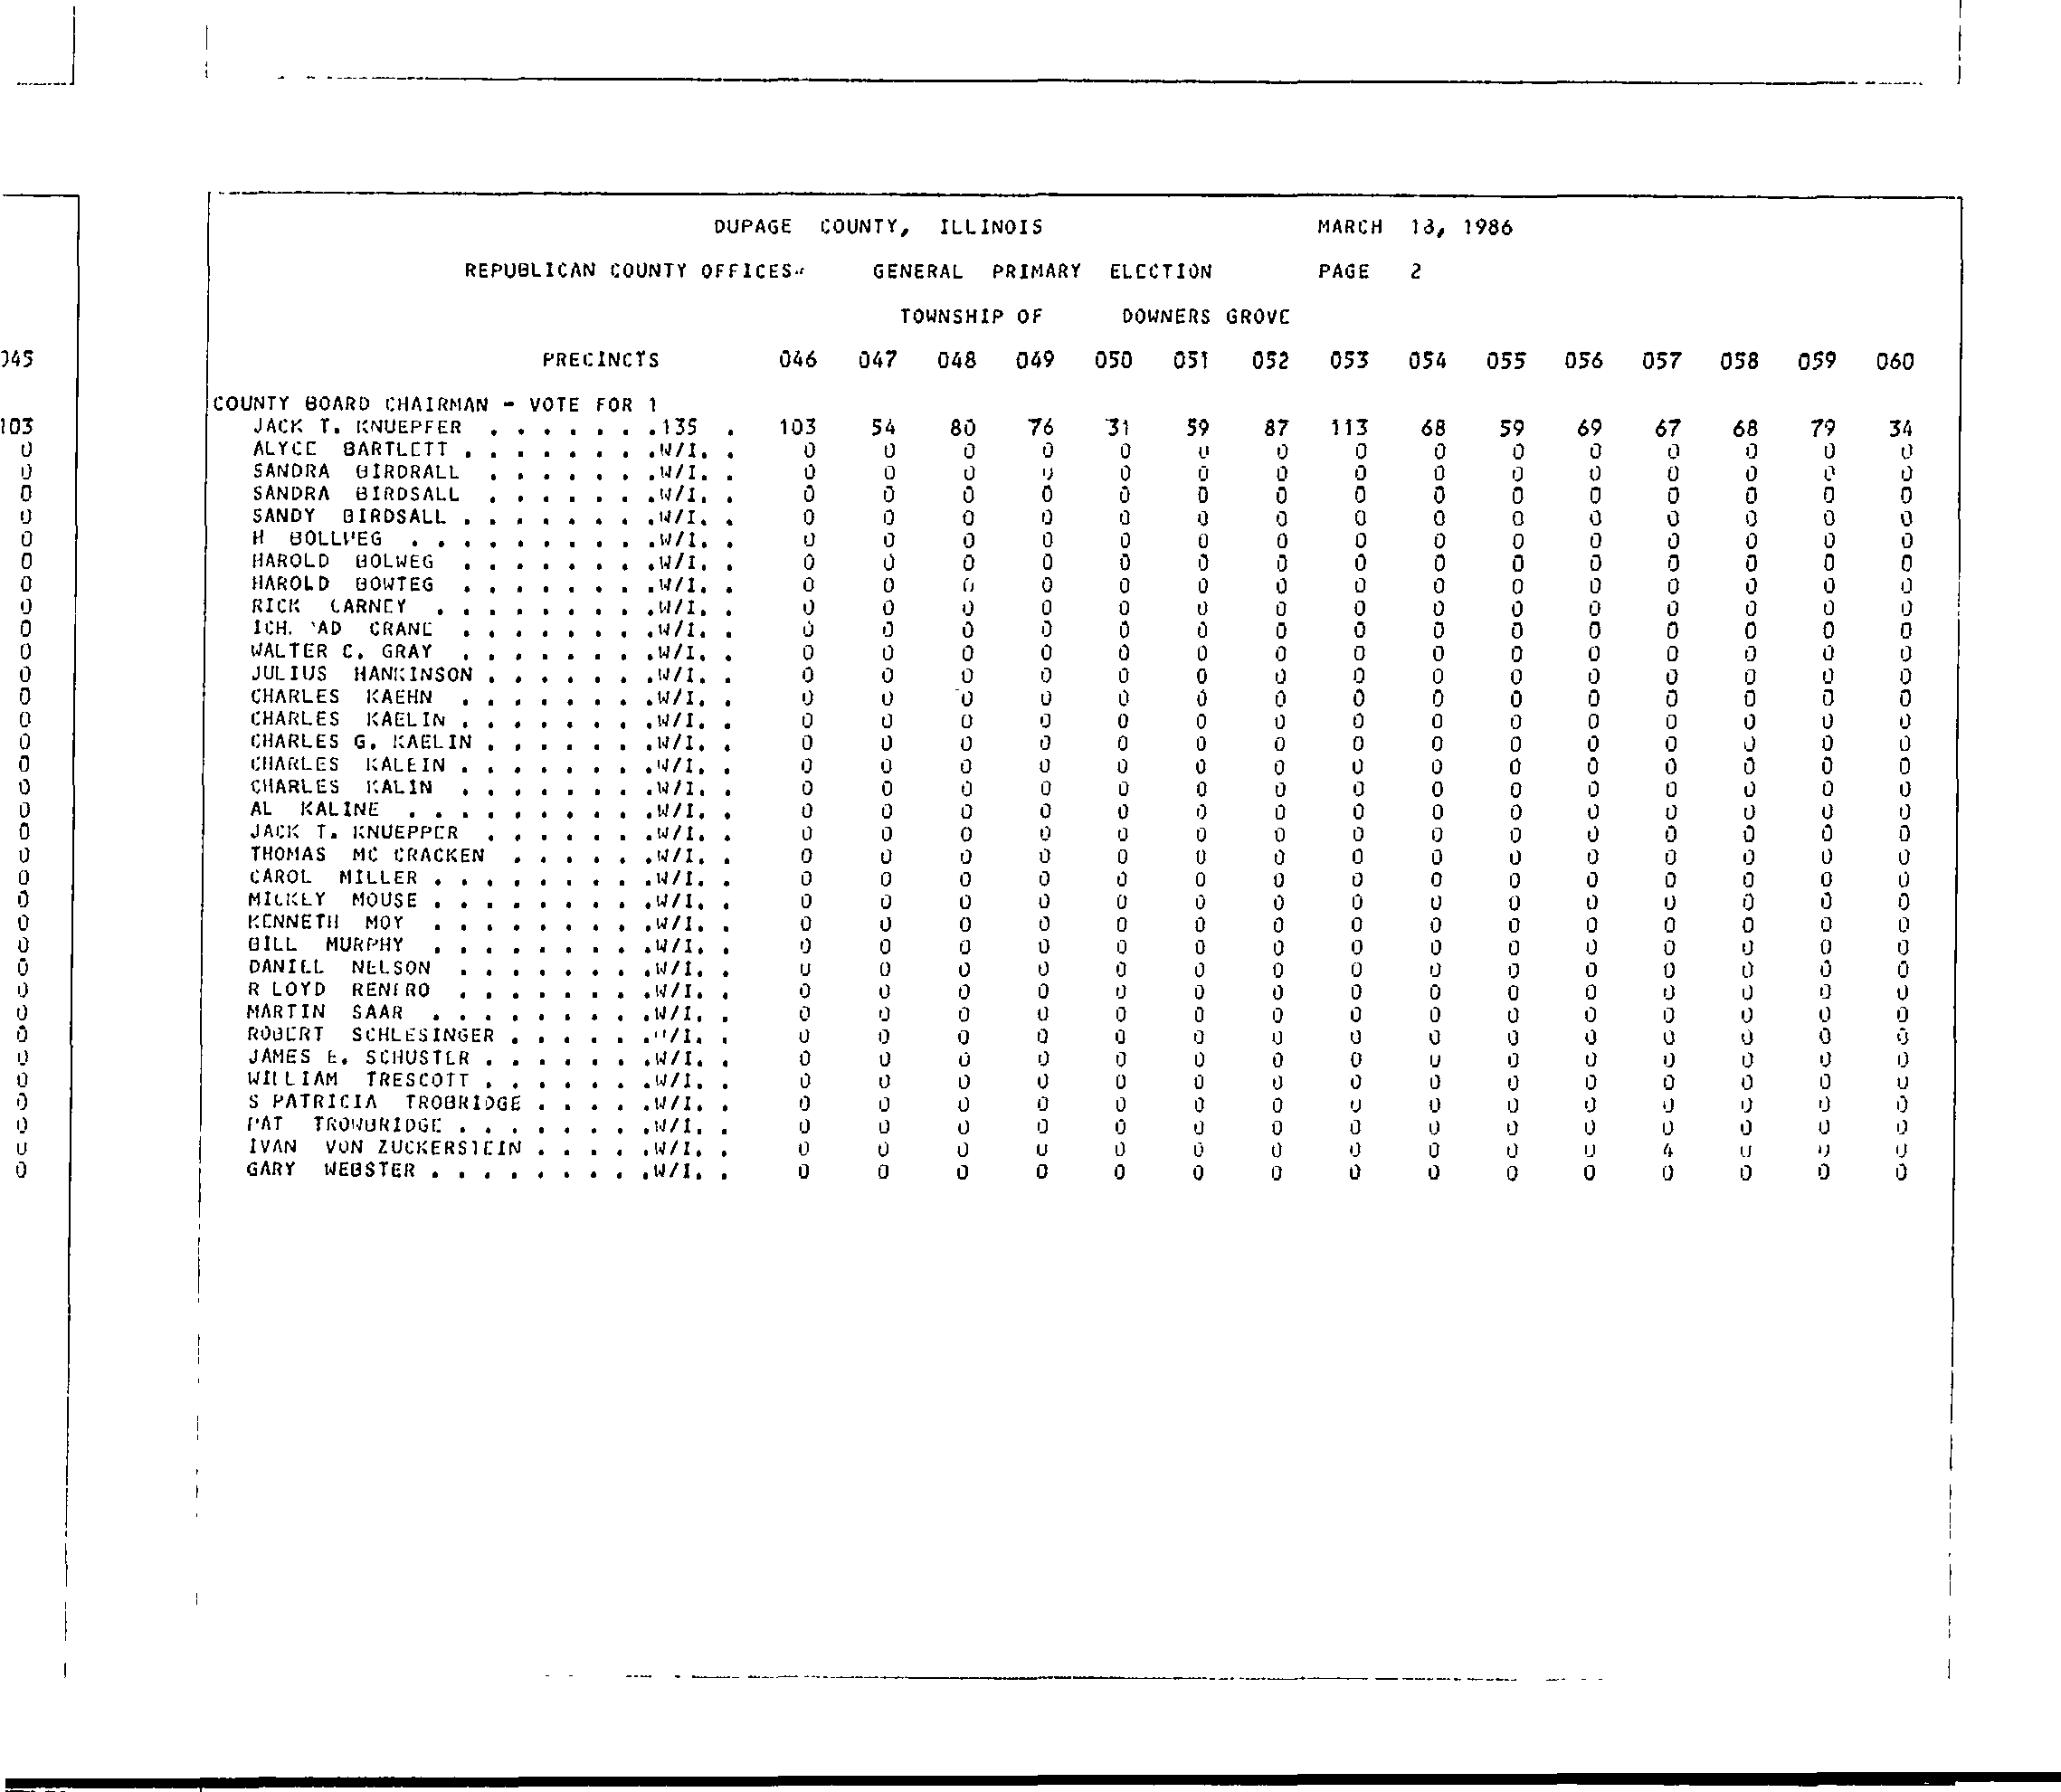 DUPAGE COUNTY, ILLINOIS MARCH 18, 1986
REPUBLICAN COUNTY OFFICES GENERAL PRIMARY ELECTION PAGE 2
TOWNSHIP OF DOWNERS GROVE
045 PRECINCTS 046 047 048 049 050 051 052 053 054 055 056 057 058 059 060
COUNTY BOARD CHAIRMAN - VOTE FOR 1
103 JACK T. KNUEPFER . . . . . . .135 . 103 54 80 76 31 59 87 113 68 59 69 67 68 79 34
0 ALYCE BARTLETT . . . . . . . .W/I. . 0 0 0 0 0 0 0 0 0 0 0 0 0 0 0
0 SANDRA BIRDRALL . . . . . . .W/I. . 0 0 0 0 0 0 0 0 0 0 0 0 0 0 0
0 SANDRA BIRDSALL . . . . . . .W/I. . 0 0 0 0 0 0 0 0 0 0 0 0 0 0 0
0 SANDY BIRDSALL . . . . . . . .W/I. . 0 0 0 0 0 0 0 0 0 0 0 0 0 0 0
0 H BOLLWEG . . . . . . . . . .W/I. . 0 0 0 0 0 0 0 0 0 0 0 0 0 0 0
0 HAROLD BOLWEG . . . . . . . .W/I. . 0 0 0 0 0 0 0 0 0 0 0 0 0 0 0
0 HAROLD BOWTEG . . . . . . . .W/I. . 0 0 0 0 0 0 0 0 0 0 0 0 0 0 0
0 RICK CARNEY . . . . . . . . .W/I. . 0 0 0 0 0 0 0 0 0 0 0 0 0 0 0
0 CRANE . . . . . . . .W/I. . 0 0 0 0 0 0 0 0 0 0 0 0 0 0 0
0 WALTER C. GRAY . . . . . . . .W/I. . 0 0 0 0 0 0 0 0 0 0 0 0 0 0 0
0 JULIUS HANKINSON . . . . . . .W/I. . 0 0 0 0 0 0 0 0 0 0 0 0 0 0 0
0 CHARLES KAEHN . . . . . . . .W/I. . 0 0 0 0 0 0 0 0 0 0 0 0 0 0 0
0 CHARLES KAELIN . . . . . . . .W/I. . 0 0 0 0 0 0 0 0 0 0 0 0 0 0 0
0 CHARLES G. KAELIN . . . . . . .W/I. . 0 0 0 0 0 0 0 0 0 0 0 0 0 0 0
0 CHARLES KALEIN . . . . . . . .W/I. . 0 0 0 0 0 0 0 0 0 0 0 0 0 0 0
0 CHARLES KALIN . . . . . . . .W/I. . 0 0 0 0 0 0 0 0 0 0 0 0 0 0 0
0 AL KALINE . . . . . . . . . .W/I. . 0 0 0 0 0 0 0 0 0 0 0 0 0 0 0
0 JACK T. KNUEPPER . . . . . . .W/I. . 0 0 0 0 0 0 0 0 0 0 0 0 0 0 0
0 THOMAS MC CRACKEN . . . . . .W/I. . 0 0 0 0 0 0 0 0 0 0 0 0 0 0 0
0 CAROL MILLER . . . . . . . . .W/I. . 0 0 0 0 0 0 0 0 0 0 0 0 0 0 0
0 MICKEY MOUSE . . . . . . . . .W/I. . 0 0 0 0 0 0 0 0 0 0 0 0 0 0 0
0 KENNETH MOY . . . . . . . . .W/I. . 0 0 0 0 0 0 0 0 0 0 0 0 0 0 0
0 BILL MURPHY . . . . . . . . .W/I. . 0 0 0 0 0 0 0 0 0 0 0 0 0 0 0
0 DANIEL NELSON . . . . . . . .W/I. . 0 0 0 0 0 0 0 0 0 0 0 0 0 0 0
0 R LOYD RENFRO . . . . . . . .W/I. . 0 0 0 0 0 0 0 0 0 0 0 0 0 0 0
0 MARTIN SAAR . . . . . . . . .W/I. . 0 0 0 0 0 0 0 0 0 0 0 0 0 0 0
0 ROBERT SCHLESINGER . . . . . .W/I. . 0 0 0 0 0 0 0 0 0 0 0 0 0 0 0
0 JAMES E. SCHUSTER . . . . . . .W/I. . 0 0 0 0 0 0 0 0 0 0 0 0 0 0 0
0 WILLIAM TRESCOTT . . . . . . .W/I. . 0 0 0 0 0 0 0 0 0 0 0 0 0 0 0
0 S PATRICIA TROBRIDGE . . . . .W/I. . 0 0 0 0 0 0 0 0 0 0 0 0 0 0 0
0 PAT TROWBRIDGE . . . . . . . .W/I. . 0 0 0 0 0 0 0 0 0 0 0 0 0 0 0
0 IVAN VON ZUCKERSTEIN . . . . .W/I. . 0 0 0 0 0 0 0 0 0 0 0 4 0 0 0
0 GARY WEBSTER . . . . . . . . .W/I. . 0 0 0 0 0 0 0 0 0 0 0 0 0 0 0